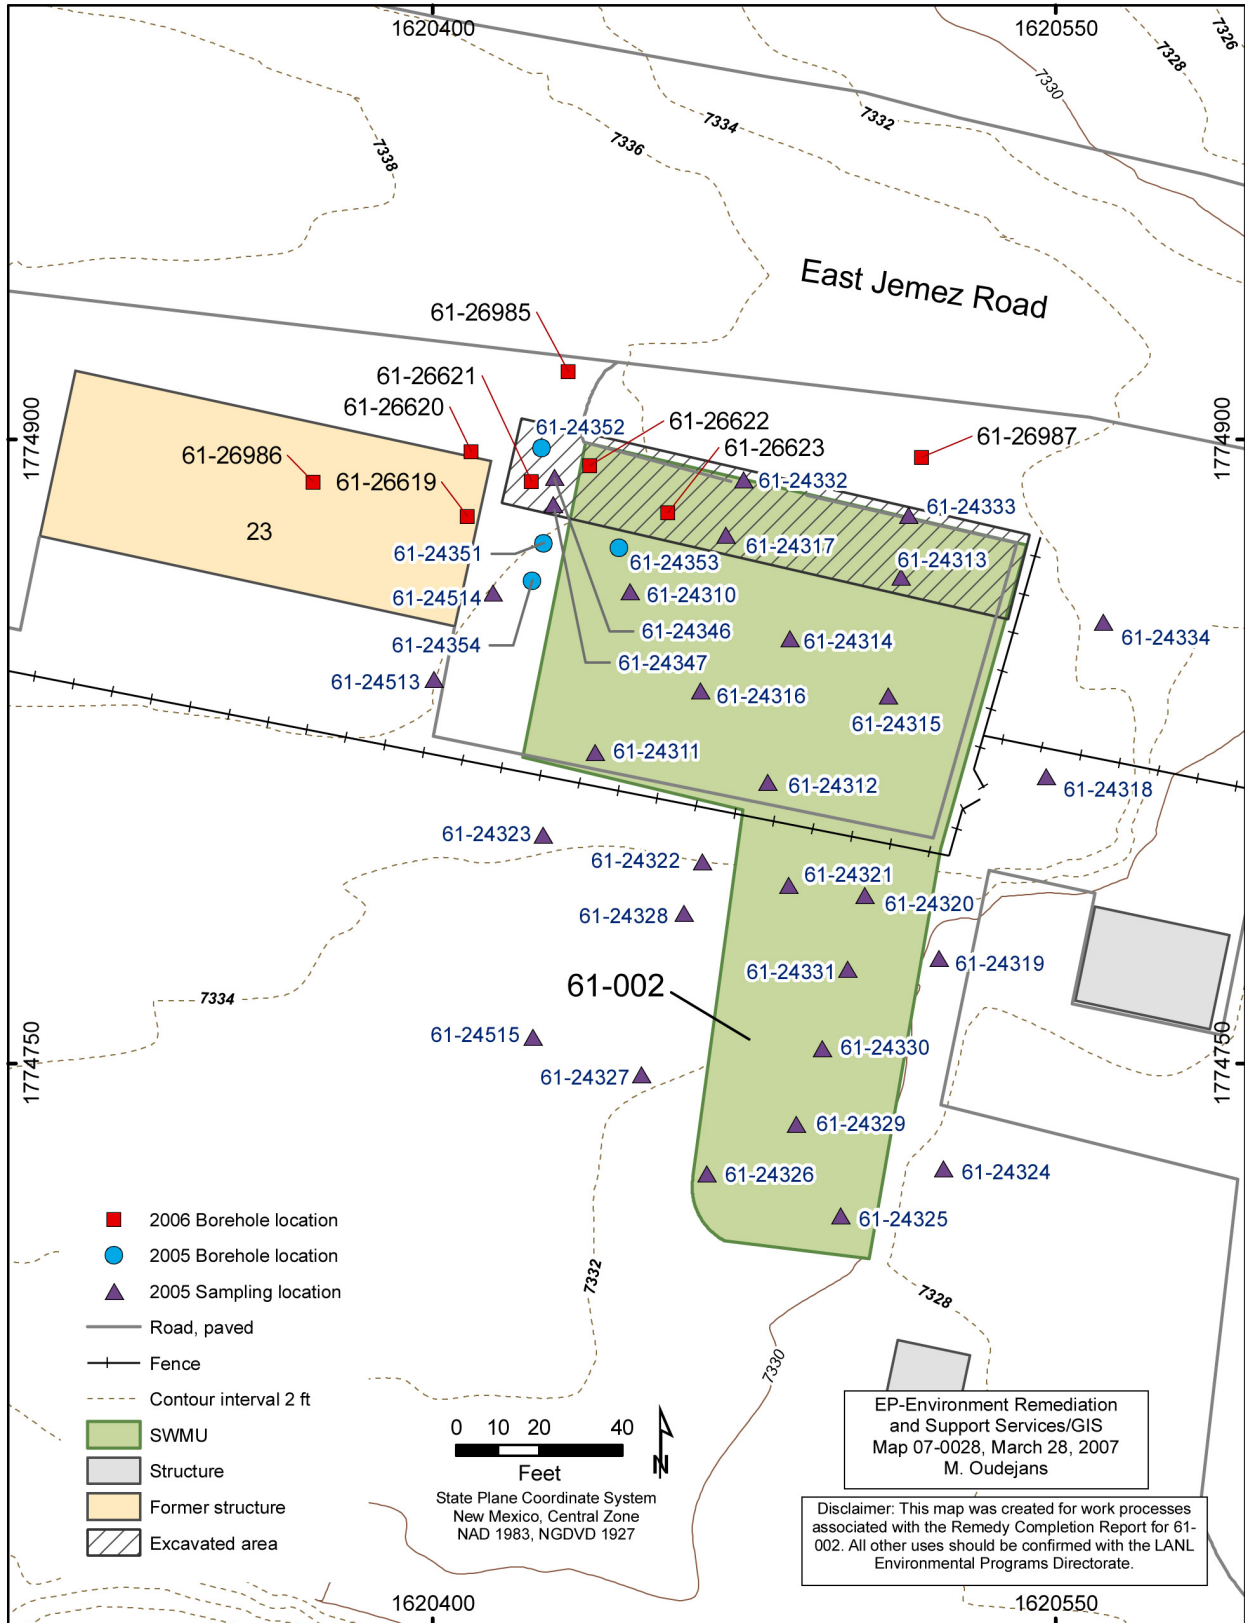 1620400
1620550
7326
7328
7330
7332
7334
7336
7338
East Jemez Road
61-26985
61-26621
61-26620
61-24352
61-26622
61-26623
61-26987
61-26986
61-26619
61-24332
61-24333
1774900
1774900
23
61-24351
61-24353
61-24317
61-24313
61-24514
61-24310
61-24346
61-24314
61-24334
61-24354
61-24347
61-24513
61-24316
61-24315
61-24311
61-24312
61-24318
61-24323
61-24322
61-24321
61-24320
61-24328
61-24331
61-24319
61-002
7334
61-24515
61-24330
61-24327
1774750
1774750
61-24329
61-24326
61-24324
61-24325
7332
7328
7330
2006 Borehole location
2005 Borehole location
2005 Sampling location
Road, paved
Fence
Contour interval 2 ft
SWMU
Structure
Former structure
Excavated area
0 10 20 40
Feet
N
State Plane Coordinate System
New Mexico, Central Zone
NAD 1983, NGDVD 1927
EP-Environment Remediation
and Support Services/GIS
Map 07-0028, March 28, 2007
M. Oudejans
Disclaimer: This map was created for work processes
associated with the Remedy Completion Report for 61-
002. All other uses should be confirmed with the LANL
Environmental Programs Directorate.
1620400
1620550